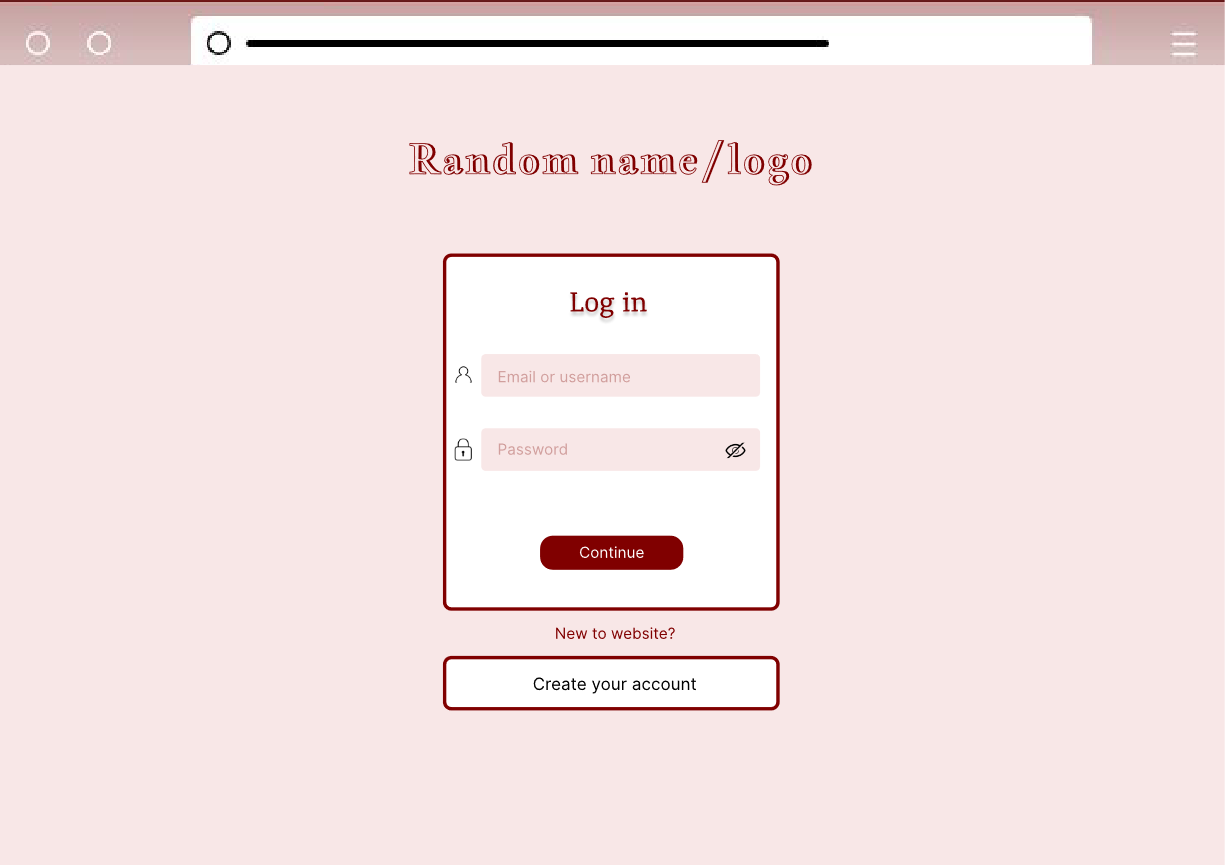 Random name/logo
Log in
Email or username
Password
Continue
New to website?
Create your account